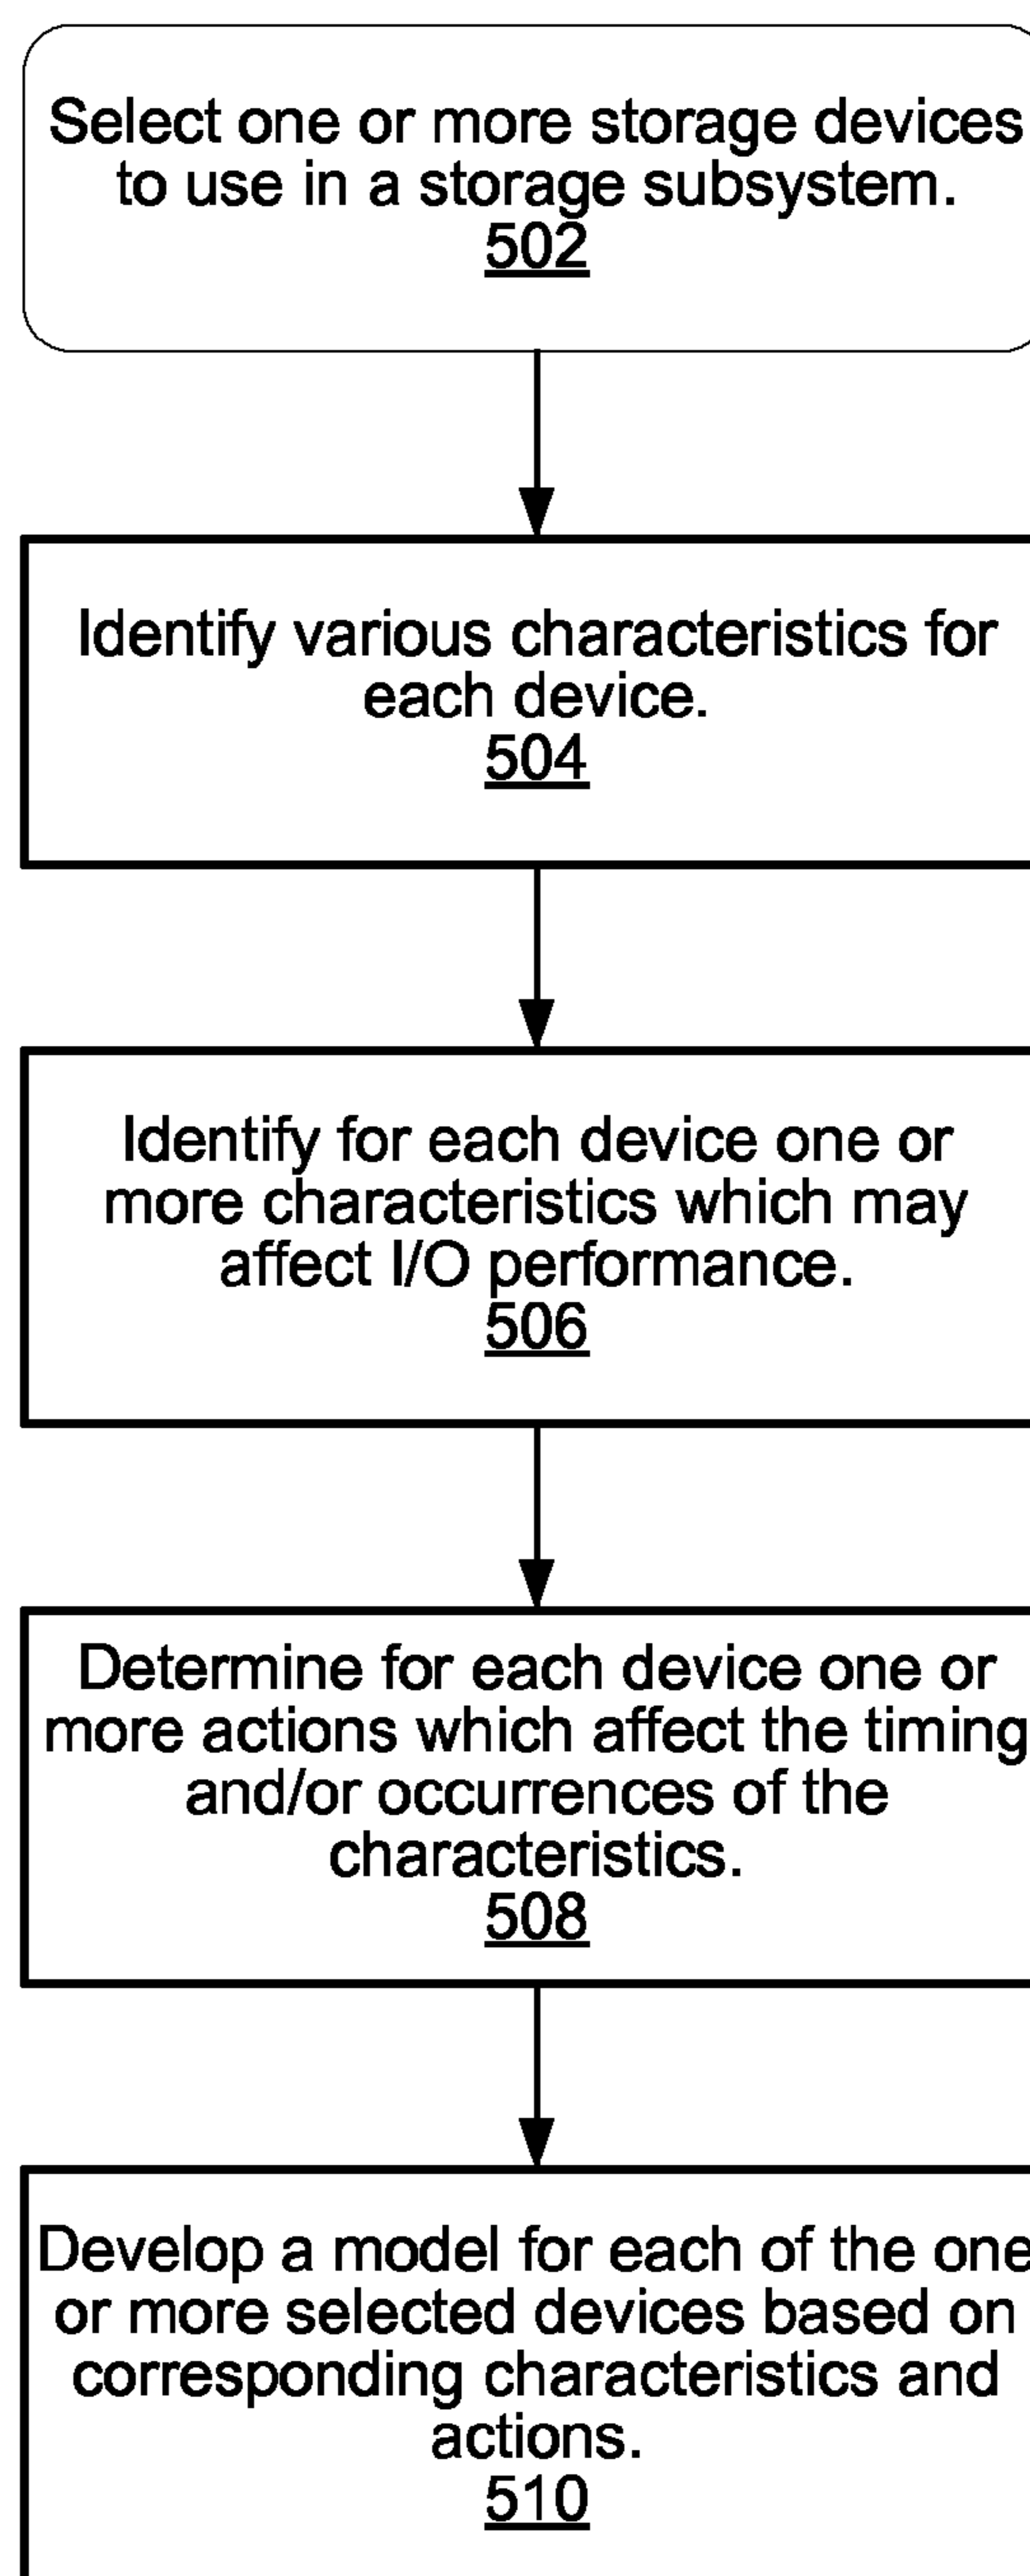 Select one or more storage devices
to use in a storage subsystem.
502
Identify various characteristics for
each device.
504
Identify for each device one or
more characteristics which may
affect I/O performance.
506
Determine for each device one or
more actions which affect the timing
and/or occurrences of the
characteristics.
508
Develop a model for each of the one
or more selected devices based on
corresponding characteristics and
actions.
510